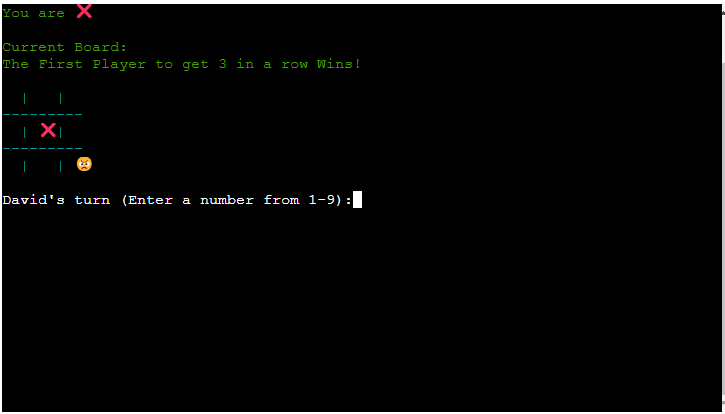 You are ❌
Current Board:
The First Player to get 3 in a row Wins!
|   |
---------
| ❌|
---------
|   | 😡
David's turn (Enter a number from 1-9):